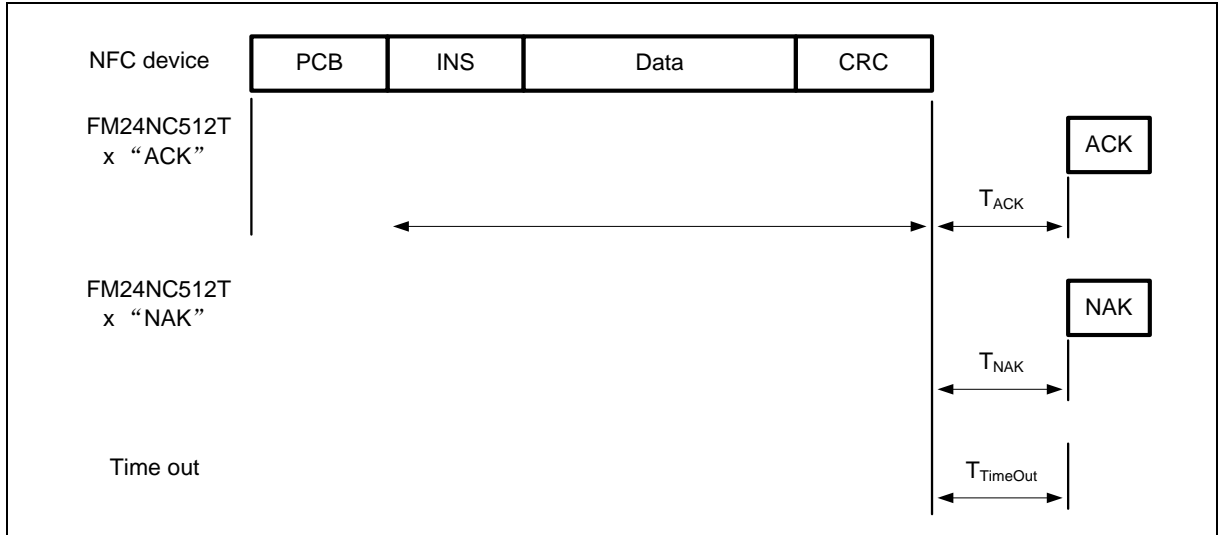 NFC device PCB INS Data CRC
FM24NC512T
x “ACK”
ACK
TACK
FM24NC512T
x “NAK”
NAK
TNAK
Time out
TTimeOut